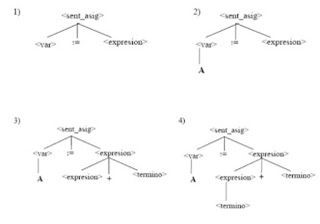 1) 2)
<sent_asig> <sent_asig>
<var> := <expresion> <var> := <expresion>
A
3) 4)
<sent_asig> <sent_asig>
<var> := <expresion> <var> := <expresion>
A <expresion> + <termino> A <expresion> + <termino>
<termino>